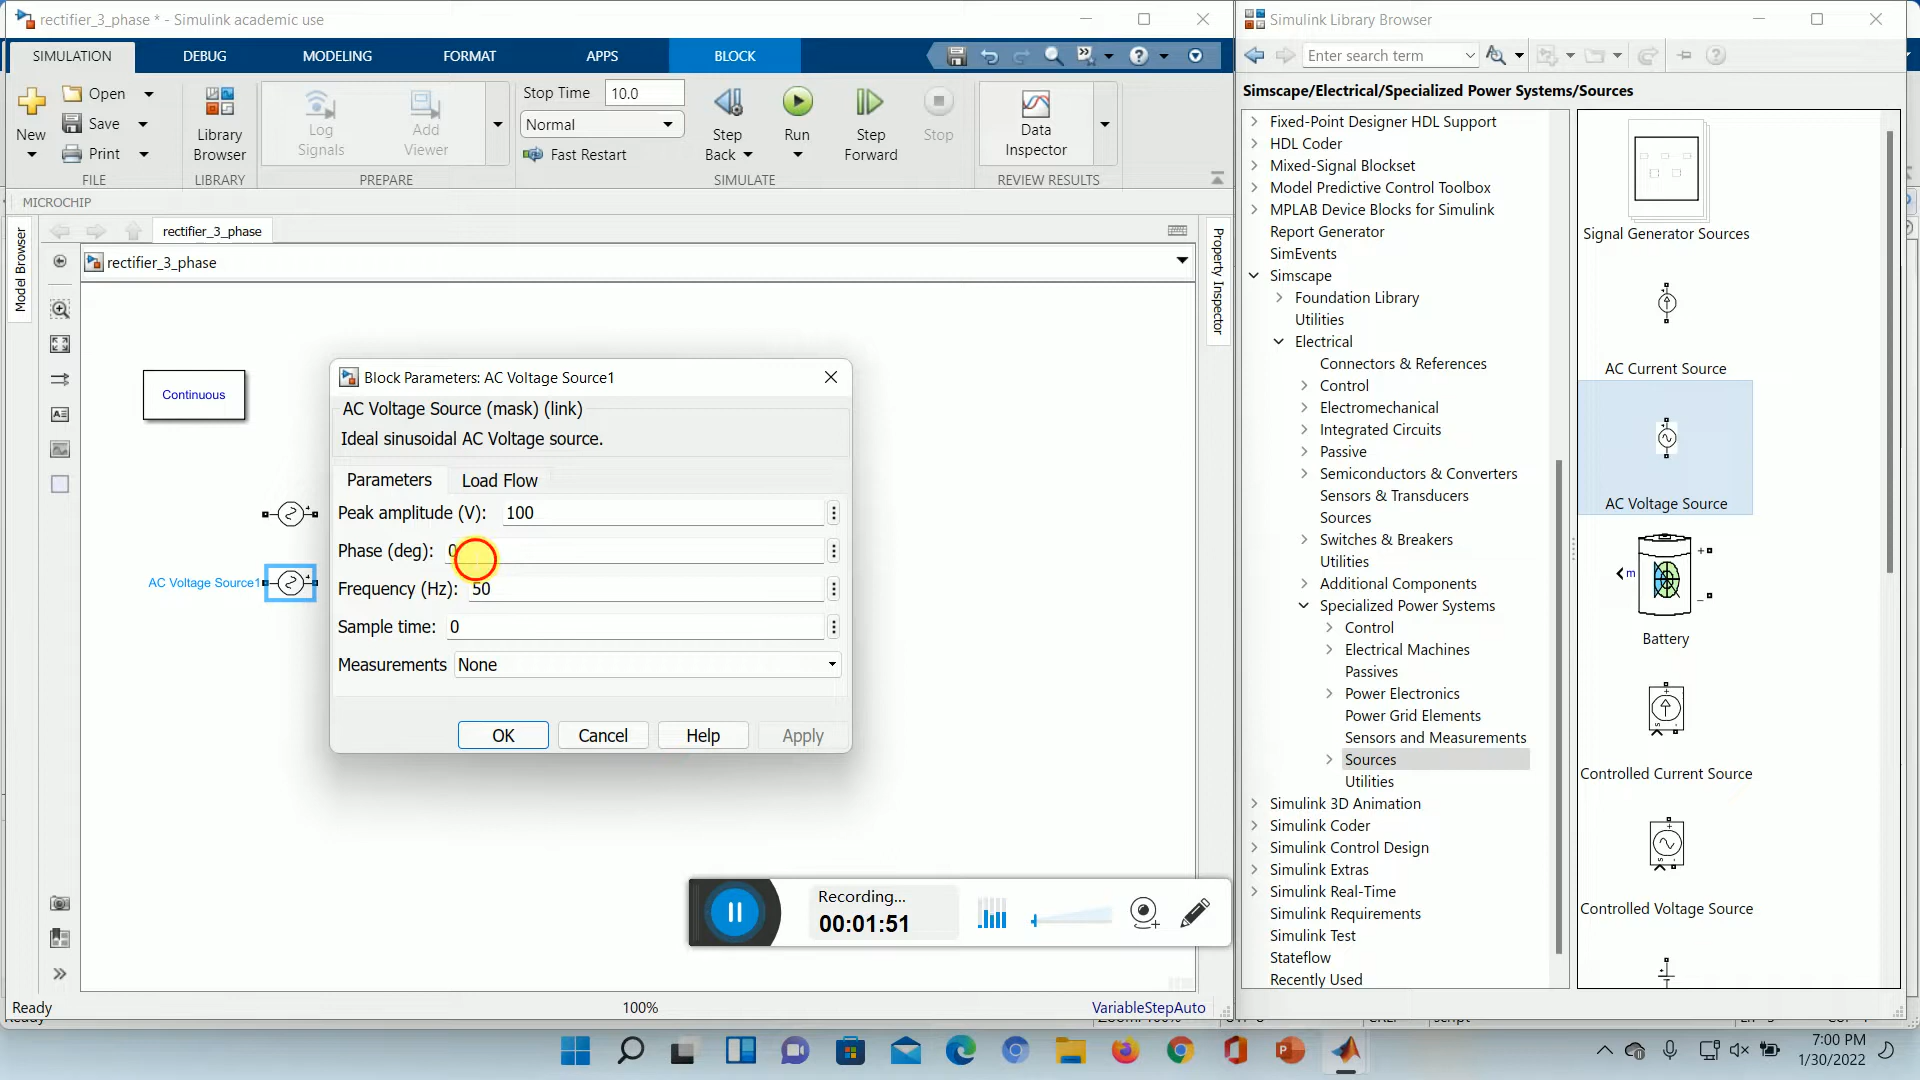 rectifier_3_phase * - Simulink academic use
SIMULATION
DEBUG
MODELING
FORMAT
APPS
BLOCK
New
Open
Save
Print
FILE
Library Browser
LIBRARY
Log Signals
Add Viewer
PREPARE
Stop Time 10.0
Normal
Fast Restart
Step Back
Run
Step Forward
Stop
SIMULATE
Data Inspector
REVIEW RESULTS
MICROCHIP
Model Browser
rectifier_3_phase
rectifier_3_phase
Property Inspector
Continuous
AC Voltage Source1
Block Parameters: AC Voltage Source1
AC Voltage Source (mask) (link)
Ideal sinusoidal AC Voltage source.
Parameters
Load Flow
Peak amplitude (V): 100
Phase (deg): 0
Frequency (Hz): 50
Sample time: 0
Measurements None
OK
Cancel
Help
Apply
Recording...
00:01:51
Ready
100%
VariableStepAuto
Simulink Library Browser
Enter search term
Simscape/Electrical/Specialized Power Systems/Sources
Fixed-Point Designer HDL Support
HDL Coder
Mixed-Signal Blockset
Model Predictive Control Toolbox
MPLAB Device Blocks for Simulink
Report Generator
SimEvents
Simscape
Foundation Library
Utilities
Electrical
Connectors & References
Control
Electromechanical
Integrated Circuits
Passive
Semiconductors & Converters
Sensors & Transducers
Sources
Switches & Breakers
Utilities
Additional Components
Specialized Power Systems
Control
Electrical Machines
Passives
Power Electronics
Power Grid Elements
Sensors and Measurements
Sources
Utilities
Simulink 3D Animation
Simulink Coder
Simulink Control Design
Simulink Extras
Simulink Real-Time
Simulink Requirements
Simulink Test
Stateflow
Recently Used
Signal Generator Sources
AC Current Source
AC Voltage Source
m
Battery
Controlled Current Source
Controlled Voltage Source
7:00 PM
1/30/2022